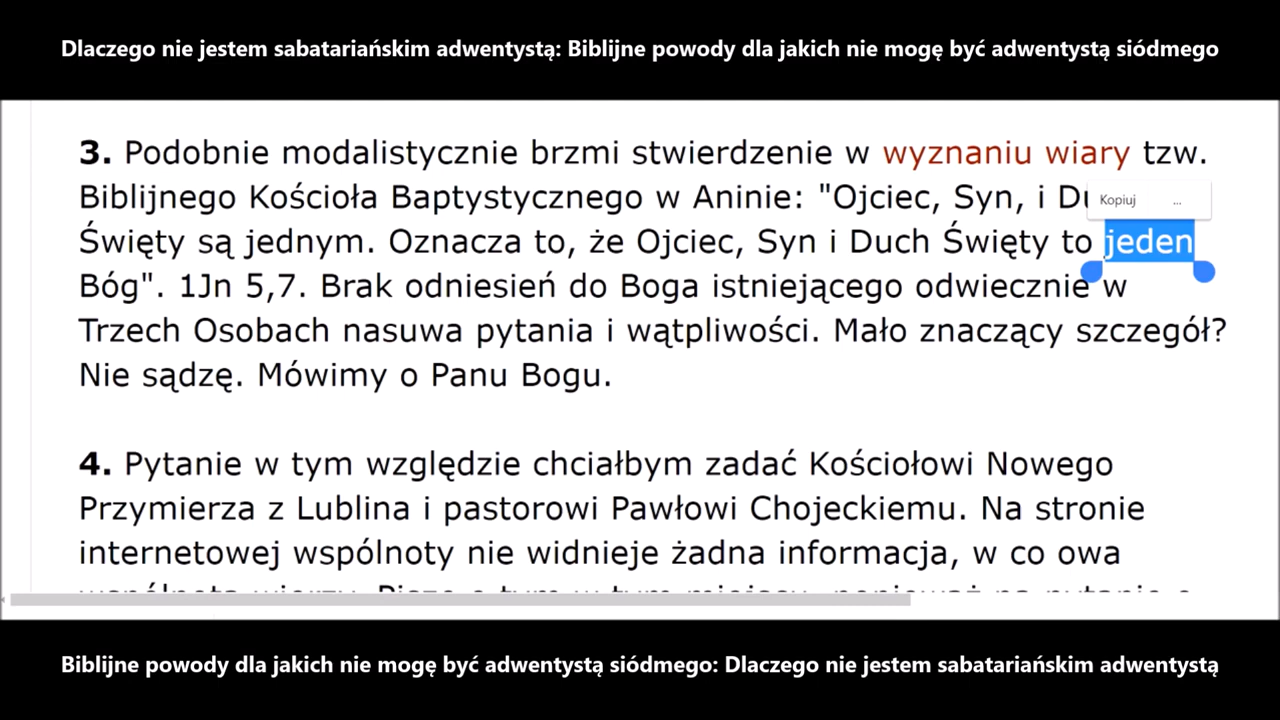 Dlaczego nie jestem sabatariańskim adwentystą: Biblijne powody dla jakich nie mogę być adwentystą siódmego
3. Podobnie modalistycznie brzmi stwierdzenie w wyznaniu wiary tzw.
Biblijnego Kościoła Baptystycznego w Aninie: "Ojciec, Syn, i
Kopiuj ...
Święty są jednym. Oznacza to, że Ojciec, Syn i Duch Święty to jeden
Bóg". 1Jn 5,7. Brak odniesień do Boga istniejącego odwiecznie w
Trzech Osobach nasuwa pytania i wątpliwości. Mało znaczący szczegół?
Nie sądzę. Mówimy o Panu Bogu.
4. Pytanie w tym względzie chciałbym zadać Kościołowi Nowego
Przymierza z Lublina i pastorowi Pawłowi Chojeckiemu. Na stronie
internetowej wspólnoty nie widnieje żadna informacja, w co owa
Biblijne powody dla jakich nie mogę być adwentystą siódmego: Dlaczego nie jestem sabatariańskim adwentystą